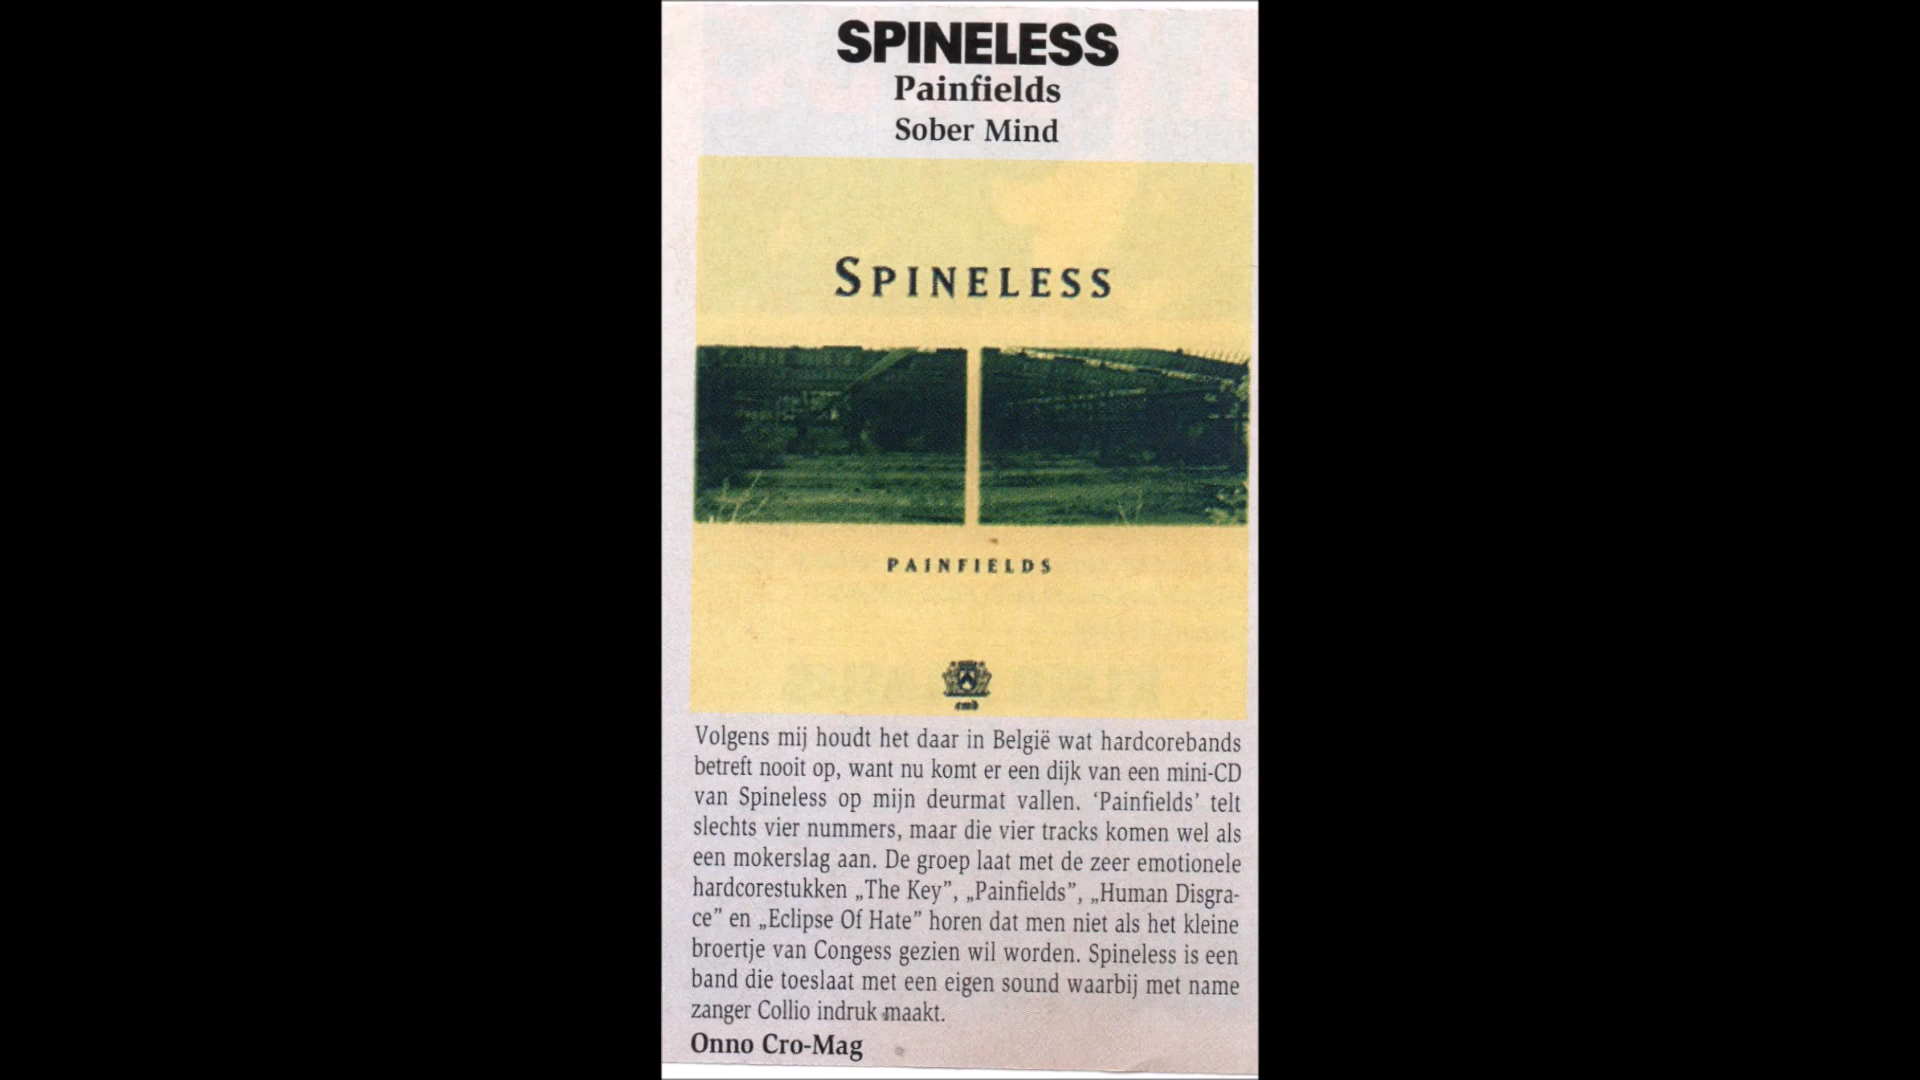 SPINELESS
Painfields
Sober Mind
SPINELESS
PAINFIELDS
Volgens mij houdt het daar in België wat hardcorebands
betreft nooit op, want nu komt er een dijk van een mini-CD
van Spineless op mijn deurmat vallen. ‘Painfields’ telt
slechts vier nummers, maar die vier tracks komen wel als
een mokerslag aan. De groep laat met de zeer emotionele
hardcorestukken „The Key”, „Painfields”, „Human Disgra-
ce” en „Eclipse Of Hate” horen dat men niet als het kleine
broertje van Congess gezien wil worden. Spineless is een
band die toeslaat met een eigen sound waarbij met name
zanger Collio indruk maakt.
Onno Cro-Mag